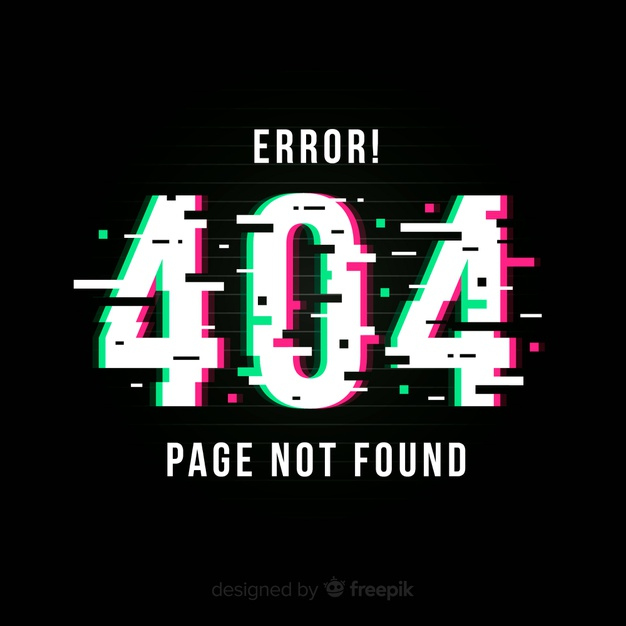 ERROR!
404
PAGE NOT FOUND
designed by freepik